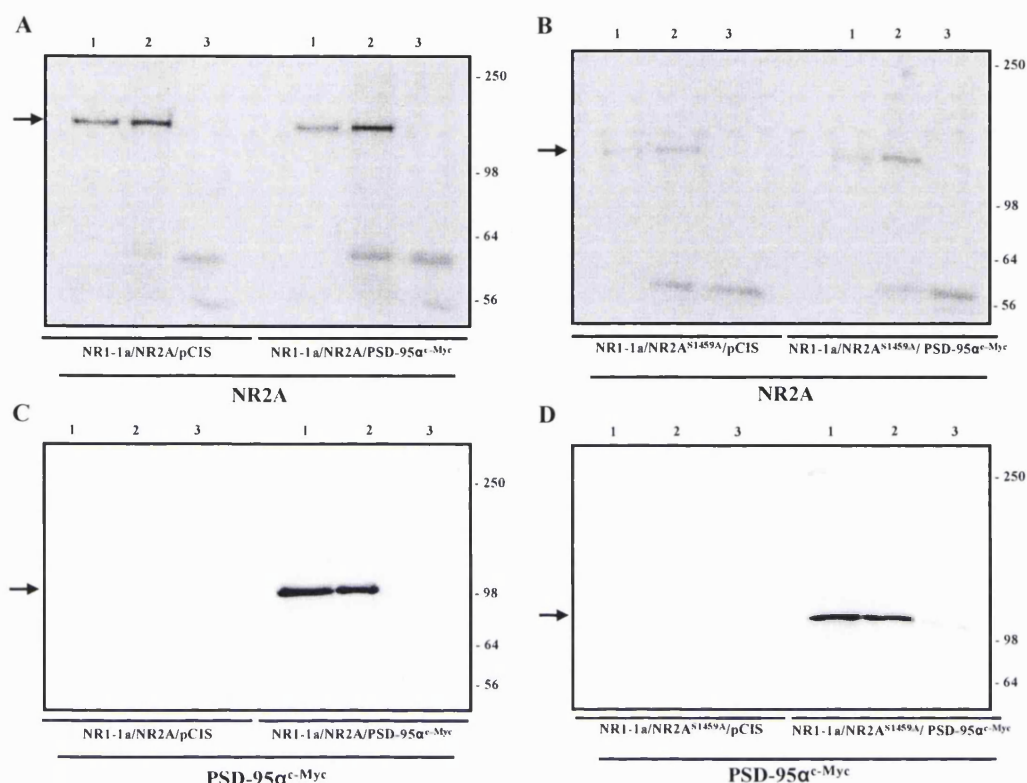 A
1 2 3 1 2 3
- 250
- 98
- 64
- 56
NR1-1a/NR2A/pCIS NR1-1a/NR2A/PSD-95αc-Myc
NR2A
B
1 2 3 1 2 3
- 250
- 98
- 64
- 56
NR1-1a/NR2AS1459A/pCIS NR1-1a/NR2AS1459A/ PSD-95αc-Myc
NR2A
C
1 2 3 1 2 3
- 250
- 98
- 64
- 56
NR1-1a/NR2A/pCIS NR1-1a/NR2A/PSD-95αc-Myc
PSD-95αc-Myc
D
1 2 3 1 2 3
- 250
- 98
- 64
NR1-1a/NR2AS1459A/pCIS NR1-1a/NR2AS1459A/ PSD-95αc-Myc
PSD-95αc-Myc